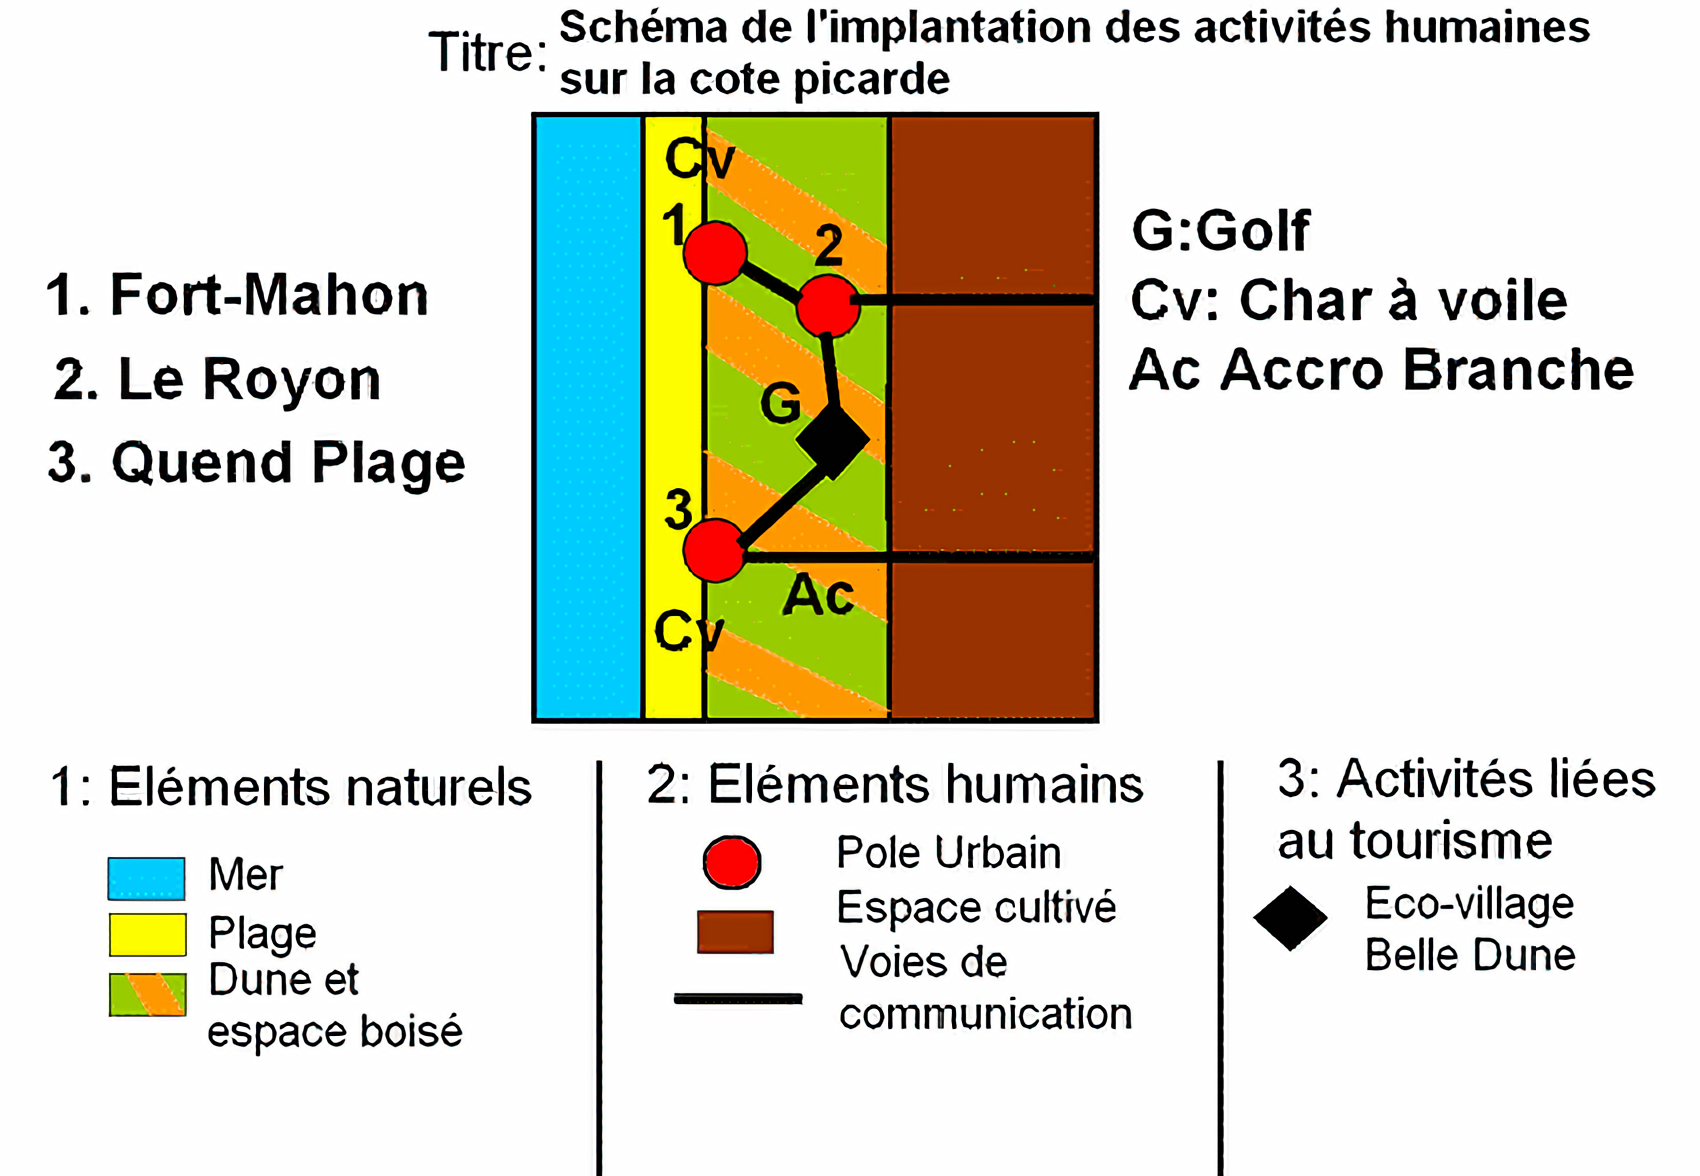 Titre: Schéma de l'implantation des activités humaines
sur la cote picarde
Cv
1
2
G
3
Ac
Cv
1. Fort-Mahon
2. Le Royon
3. Quend Plage
G:Golf
Cv: Char à voile
Ac Accro Branche
1: Eléments naturels
Mer
Plage
Dune et
espace boisé
2: Eléments humains
Pole Urbain
Espace cultivé
Voies de
communication
3: Activités liées
au tourisme
Eco-village
Belle Dune